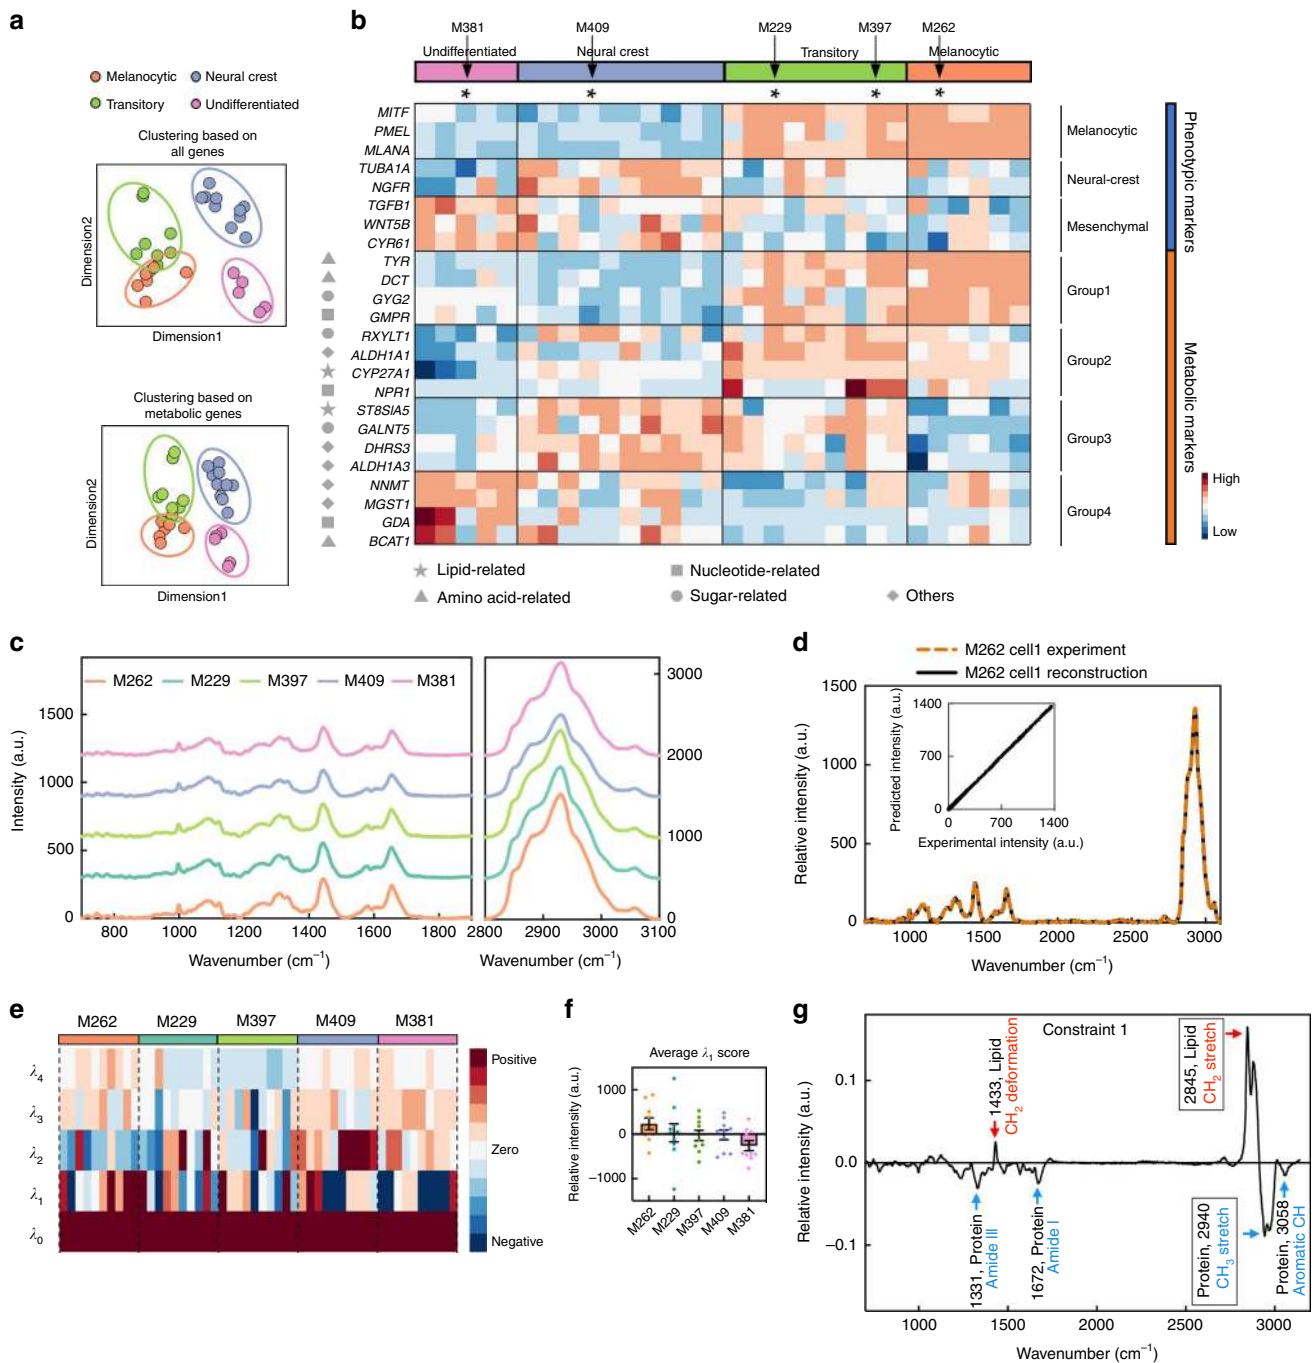 a
Melanocytic
Neural crest
Transitory
Undifferentiated
Clustering based on
all genes
Dimension2
Dimension1
Clustering based on
metabolic genes
Dimension2
Dimension1
b
M381
M409
M229
M397
M262
Undifferentiated
Neural crest
Transitory
Melanocytic
* * * * *
MITF
PMEL
MLANA
TUBA1A
NGFR
TGFB1
WNT5B
CYR61
TYR
DCT
GYG2
GMPR
RXYLT1
ALDH1A1
CYP27A1
NPR1
ST8SIA5
GALNT5
DHRS3
ALDH1A3
NNMT
MGST1
GDA
BCAT1
Melanocytic
Neural-crest
Mesenchymal
Group1
Group2
Group3
Group4
Phenotypic markers
Metabolic markers
High
Low
Lipid-related
Nucleotide-related
Amino acid-related
Sugar-related
Others
c
M262
M229
M397
M409
M381
Intensity (a.u.)
1500
1000
500
0
3000
2000
1000
0
800 1000 1200 1400 1600 1800
2800 2900 3000 3100
Wavenumber (cm⁻¹)
Wavenumber (cm⁻¹)
d
M262 cell1 experiment
M262 cell1 reconstruction
Relative intensity (a.u.)
1500
1000
500
0
1000 1500 2000 2500 3000
Wavenumber (cm⁻¹)
Predicted intensity (a.u.)
1400
700
0
0 700 1400
Experimental intensity (a.u.)
e
M262 M229 M397 M409 M381
λ4
λ3
λ2
λ1
λ0
Positive
Zero
Negative
f
Average λ1 score
Relative intensity (a.u.)
1000
0
−1000
M262
M229
M397
M409
M381
g
Constraint 1
Relative intensity (a.u.)
0.1
0.0
−0.1
1433, Lipid
CH2 deformation
2845, Lipid
CH2 stretch
1331, Protein
Amide III
1672, Protein
Amide I
Protein, 2940
CH3 stretch
Protein, 3058
Aromatic CH
1000 1500 2000 2500 3000
Wavenumber (cm⁻¹)